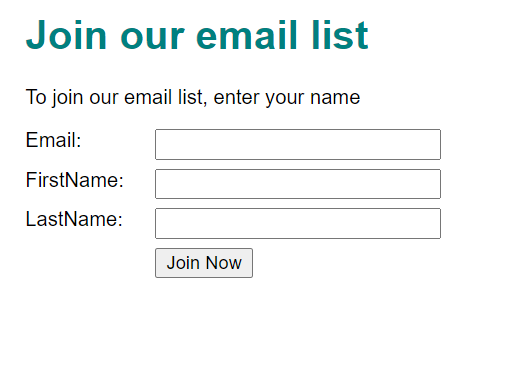 Join our email list
To join our email list, enter your name
Email:
FirstName:
LastName:
Join Now